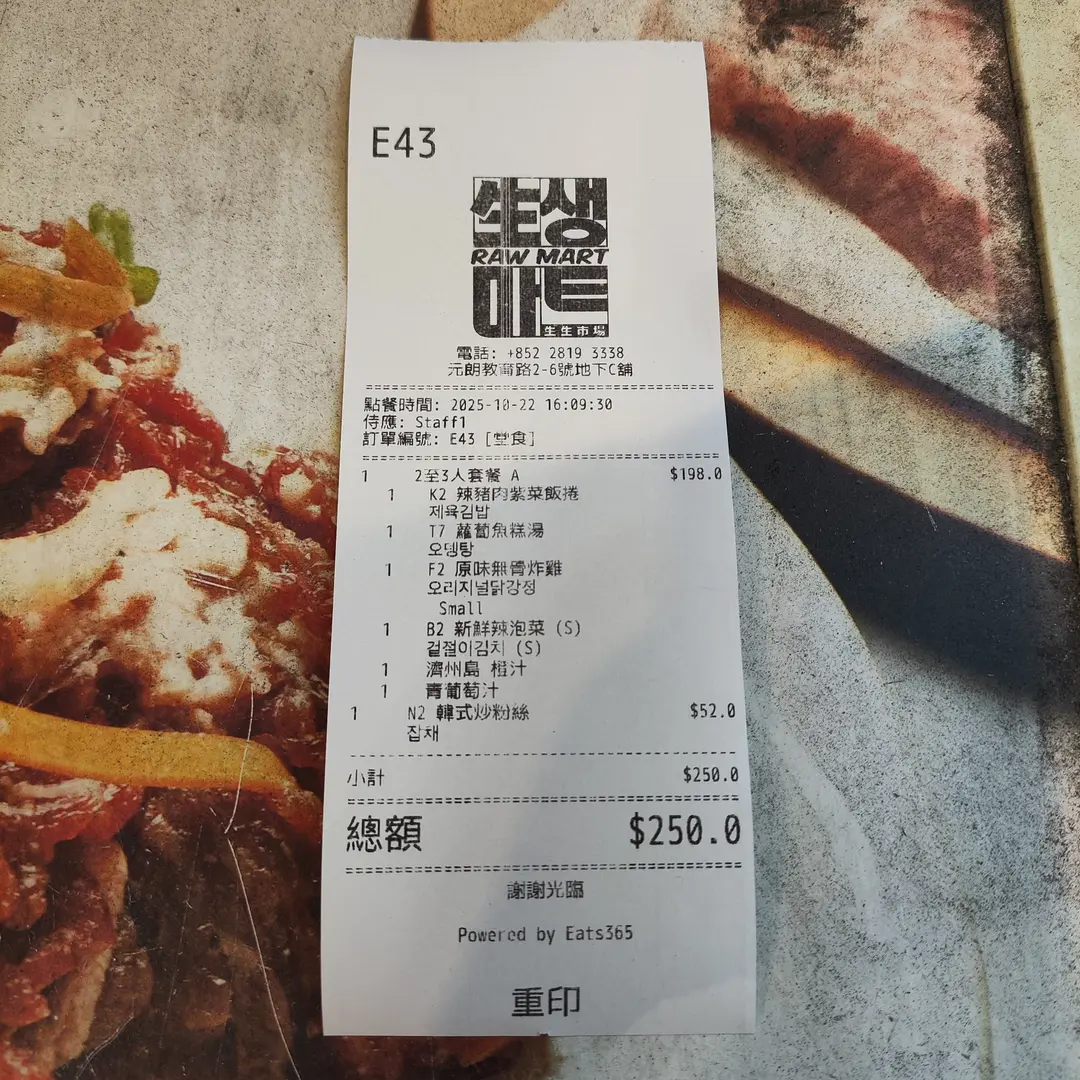 E43
生생
RAW MART
마트
生生市場
電話: +852 2819 3338
元朗教育路2-6號地下C舖
點餐時間: 2025-10-22 16:09:30
侍應: Staff1
訂單編號: E43 [堂食]
1 2至3人套餐 A $198.0
1 K2 辣豬肉紫菜飯捲
제육김밥
1 T7 蘿蔔魚糕湯
오뎅탕
1 F2 原味無骨炸雞
오리지널닭강정
Small
1 B2 新鮮辣泡菜 (S)
겉절이김치 (S)
1 濟州島 橙汁
1 青葡萄汁
1 N2 韓式炒粉絲 $52.0
잡채
小計 $250.0
總額 $250.0
謝謝光臨
Powered by Eats365
重印